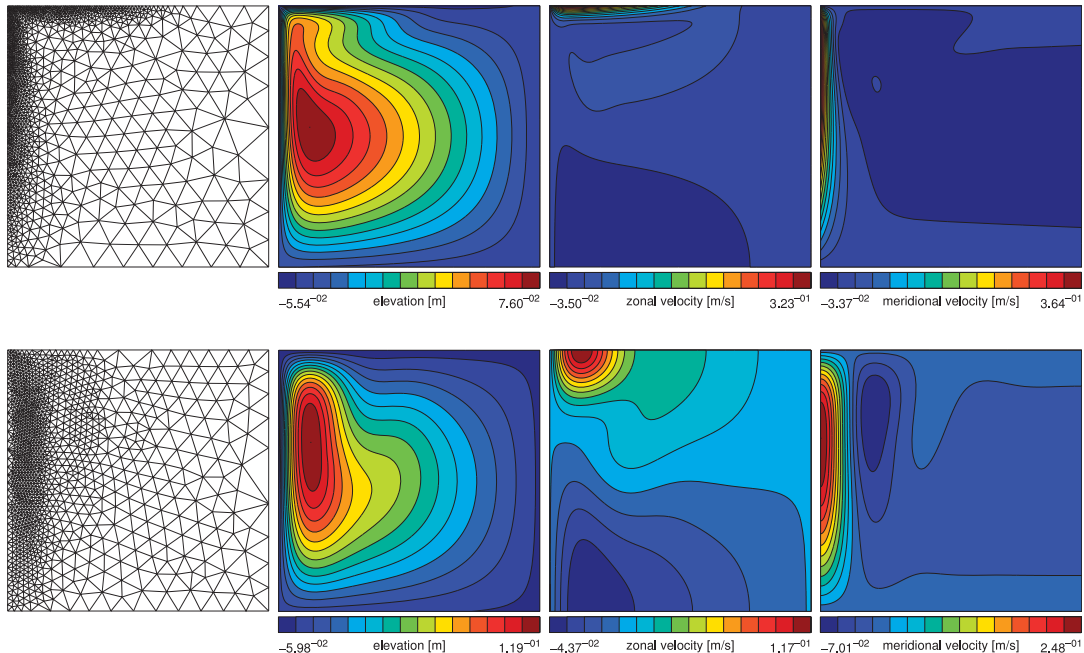 −5.54⁻⁰² elevation [m] 7.60⁻⁰²
−3.50⁻⁰² zonal velocity [m/s] 3.23⁻⁰¹
−3.37⁻⁰² meridional velocity [m/s] 3.64⁻⁰¹
−5.98⁻⁰² elevation [m] 1.19⁻⁰¹
−4.37⁻⁰² zonal velocity [m/s] 1.17⁻⁰¹
−7.01⁻⁰² meridional velocity [m/s] 2.48⁻⁰¹